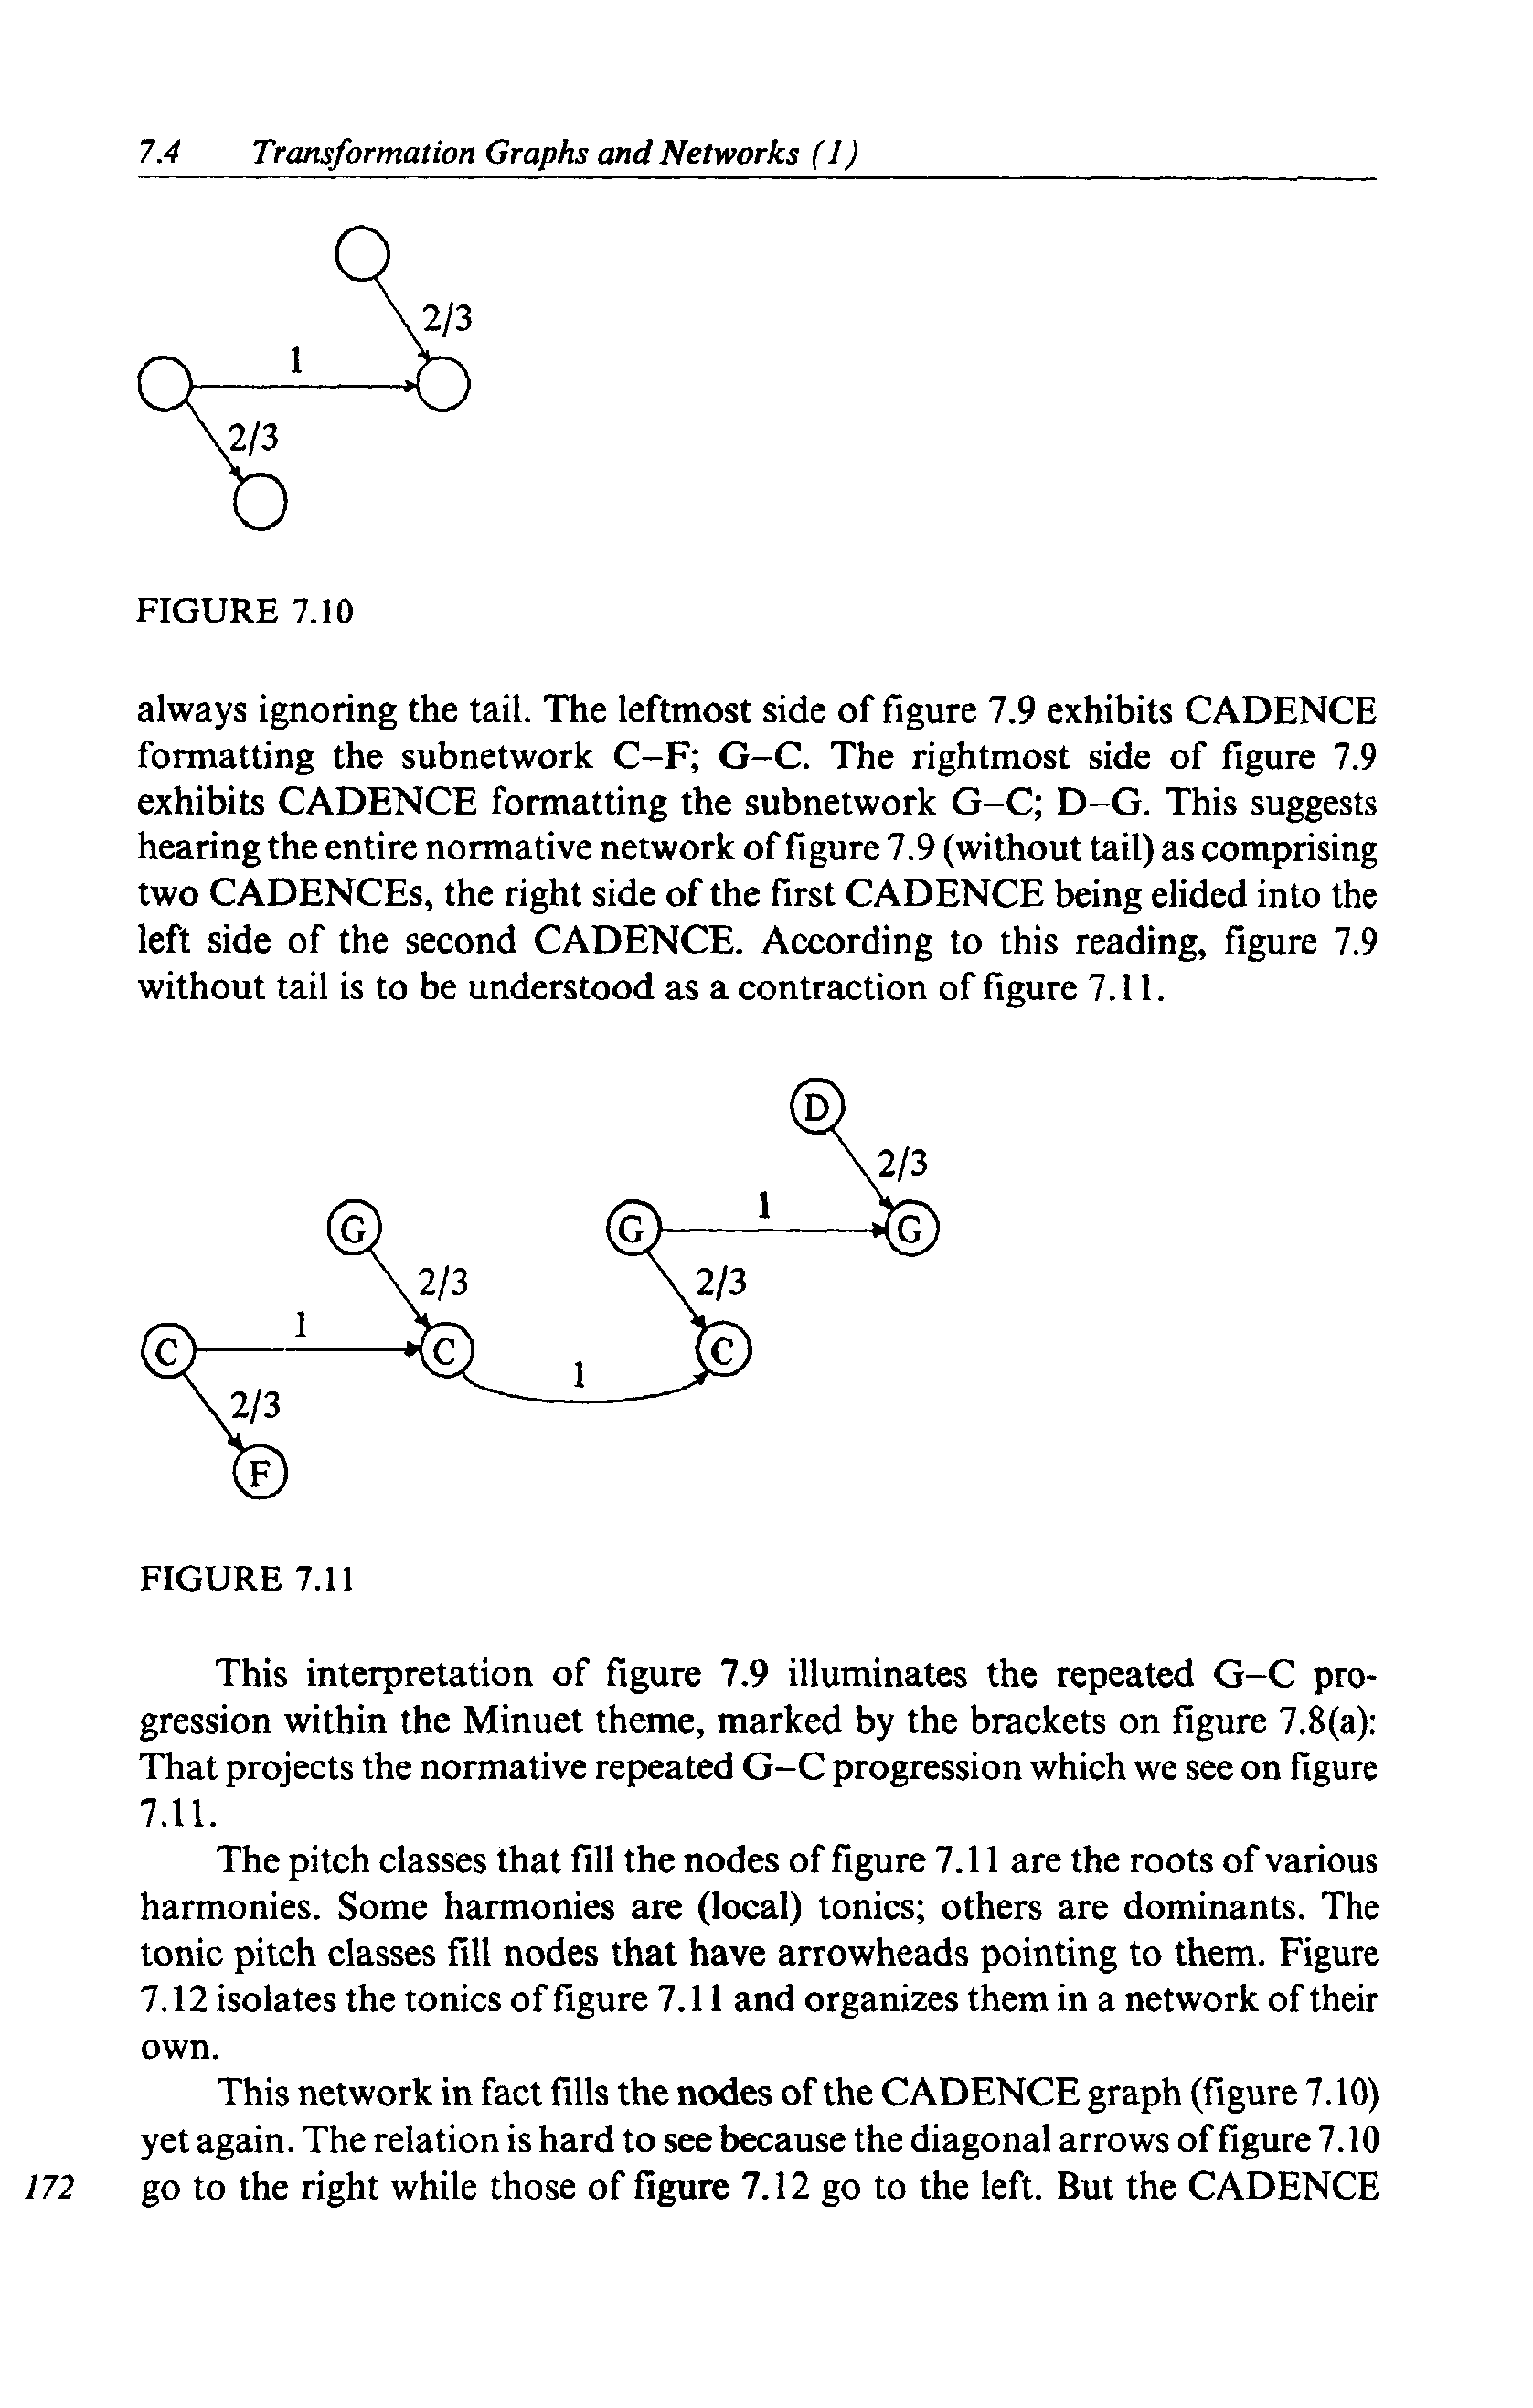 7.4 Transformation Graphs and Networks (1)
2/3
1
2/3
FIGURE 7.10
always ignoring the tail. The leftmost side of figure 7.9 exhibits CADENCE
formatting the subnetwork C–F; G–C. The rightmost side of figure 7.9
exhibits CADENCE formatting the subnetwork G–C; D–G. This suggests
hearing the entire normative network of figure 7.9 (without tail) as comprising
two CADENCEs, the right side of the first CADENCE being elided into the
left side of the second CADENCE. According to this reading, figure 7.9
without tail is to be understood as a contraction of figure 7.11.
D
2/3
G G 1 G
2/3 2/3
C 1 C C
1
2/3
F
FIGURE 7.11
This interpretation of figure 7.9 illuminates the repeated G–C pro-
gression within the Minuet theme, marked by the brackets on figure 7.8(a):
That projects the normative repeated G–C progression which we see on figure
7.11.
The pitch classes that fill the nodes of figure 7.11 are the roots of various
harmonies. Some harmonies are (local) tonics; others are dominants. The
tonic pitch classes fill nodes that have arrowheads pointing to them. Figure
7.12 isolates the tonics of figure 7.11 and organizes them in a network of their
own.
This network in fact fills the nodes of the CADENCE graph (figure 7.10)
yet again. The relation is hard to see because the diagonal arrows of figure 7.10
172 go to the right while those of figure 7.12 go to the left. But the CADENCE